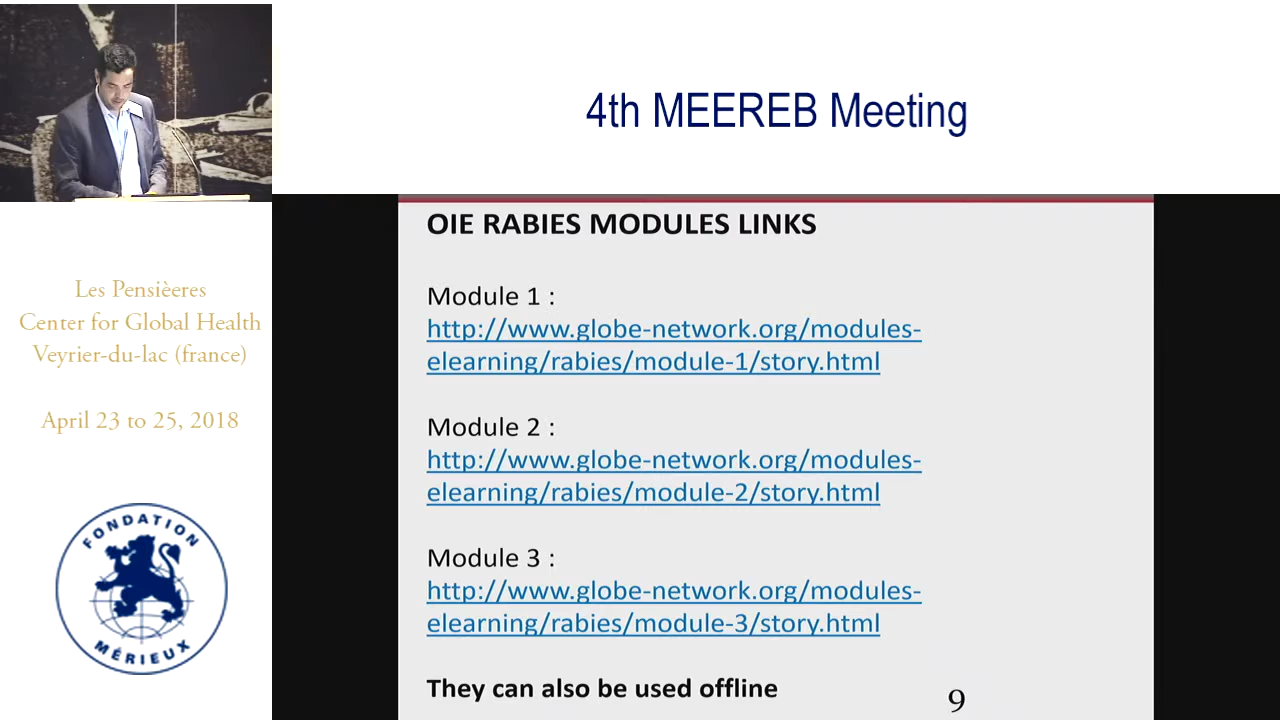 4th MEEREB Meeting
OIE RABIES MODULES LINKS
Module 1 :
http://www.globe-network.org/modules-
elearning/rabies/module-1/story.html
Module 2 :
http://www.globe-network.org/modules-
elearning/rabies/module-2/story.html
Module 3 :
http://www.globe-network.org/modules-
elearning/rabies/module-3/story.html
They can also be used offline
9
Les Pensièeres
Center for Global Health
Veyrier-du-lac (france)
April 23 to 25, 2018
FONDATION
MÉRIEUX